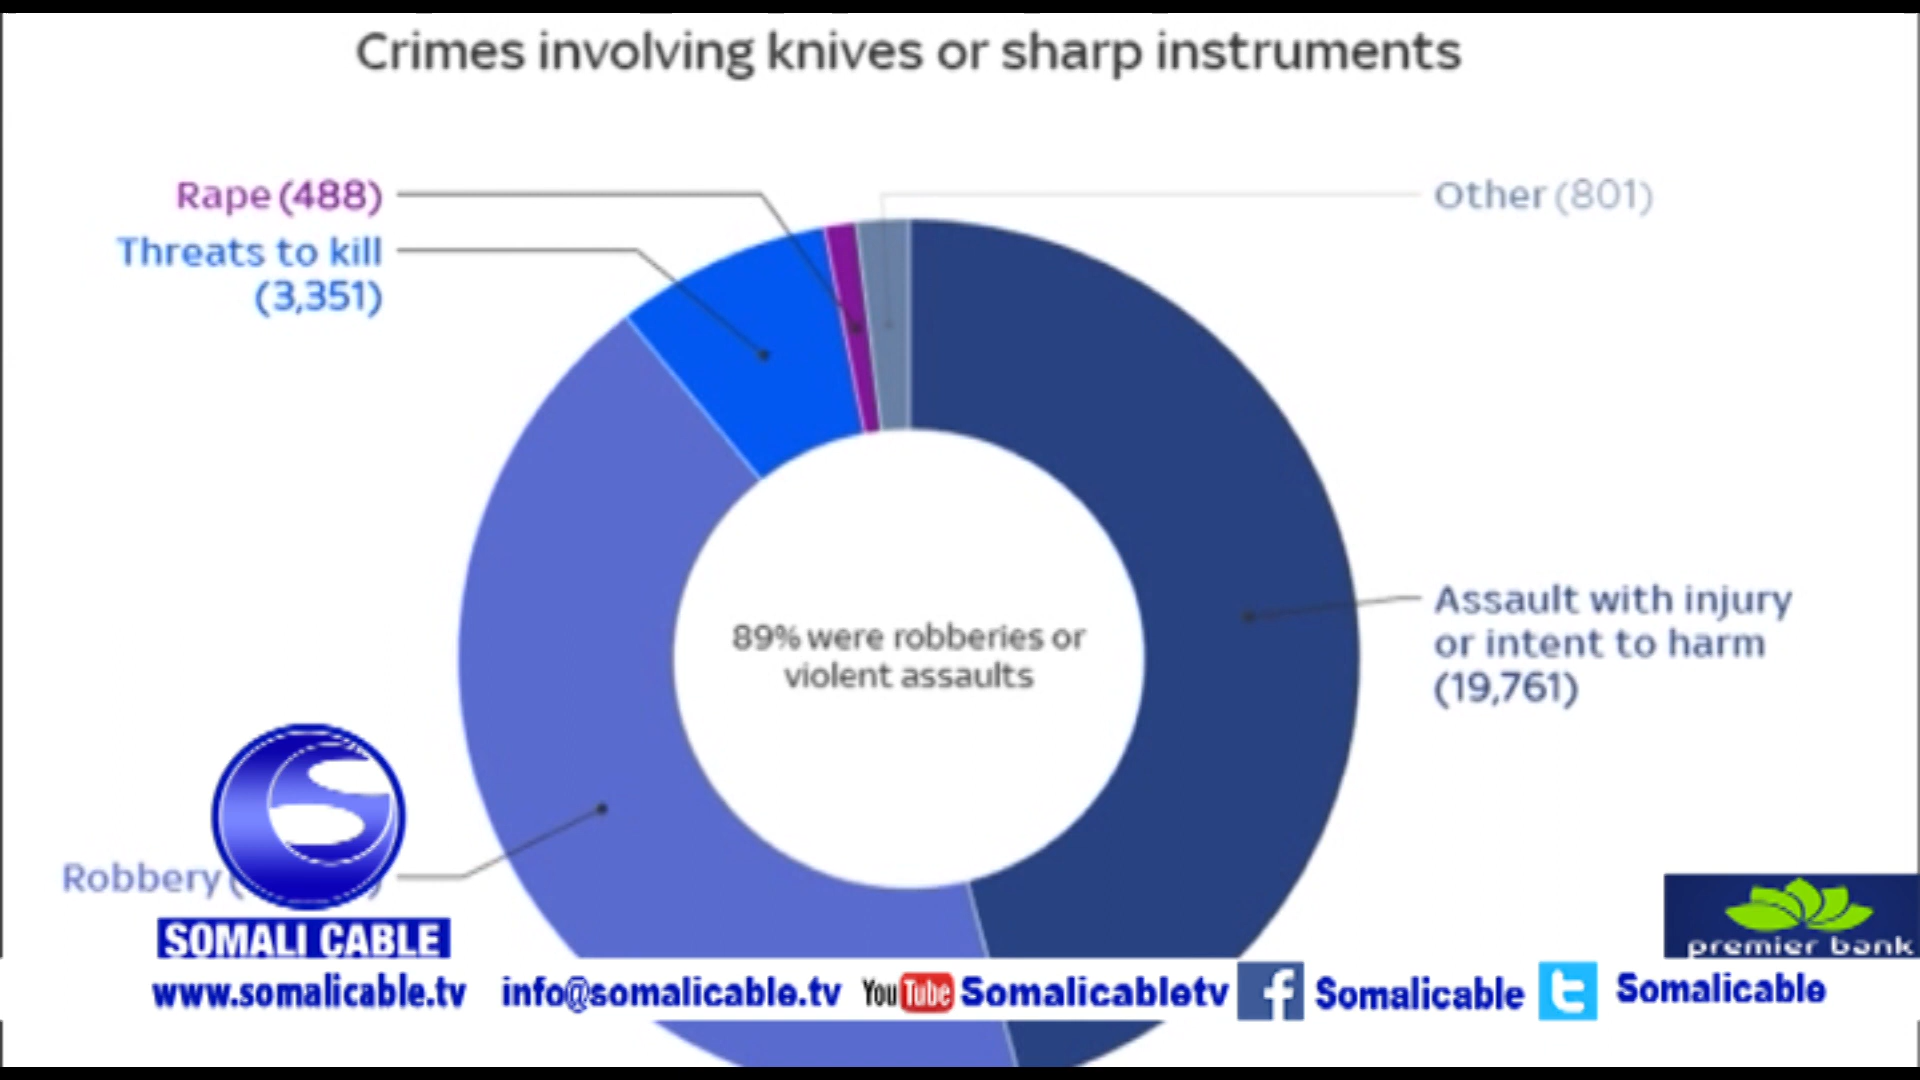 Crimes involving knives or sharp instruments
Rape (488)
Threats to kill
(3,351)
Other (801)
89% were robberies or
violent assaults
Assault with injury
or intent to harm
(19,761)
Robbery
SOMALI CABLE
premier bank
www.somalicable.tv info@somalicable.tv YouTube Somalicabletv f Somalicable t Somalicable